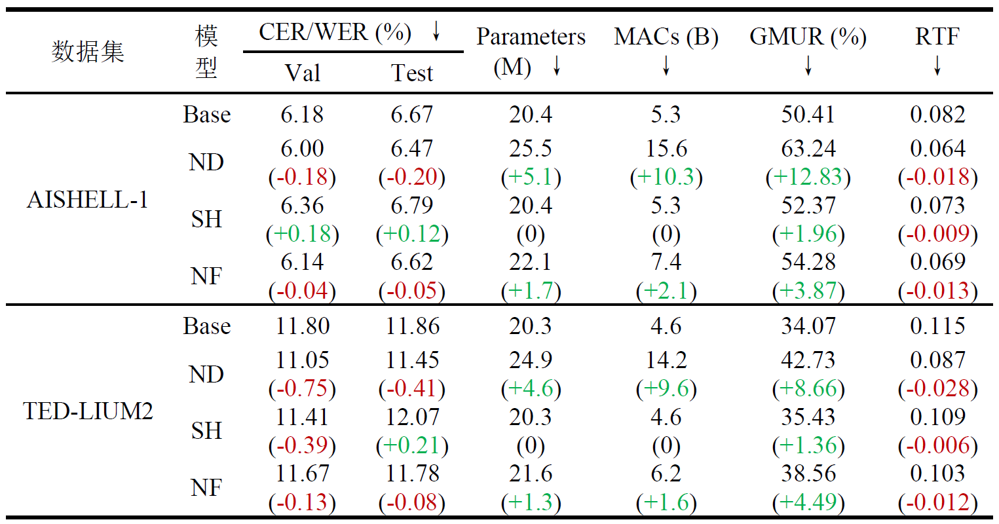 数据集 模型 CER/WER (%) ↓ Parameters (M) ↓ MACs (B) ↓ GMUR (%) ↓ RTF ↓
Val Test
AISHELL-1
Base 6.18 6.67 20.4 5.3 50.41 0.082
ND 6.00 6.47 25.5 15.6 63.24 0.064
(-0.18) (-0.20) (+5.1) (+10.3) (+12.83) (-0.018)
SH 6.36 6.79 20.4 5.3 52.37 0.073
(+0.18) (+0.12) (0) (0) (+1.96) (-0.009)
NF 6.14 6.62 22.1 7.4 54.28 0.069
(-0.04) (-0.05) (+1.7) (+2.1) (+3.87) (-0.013)
TED-LIUM2
Base 11.80 11.86 20.3 4.6 34.07 0.115
ND 11.05 11.45 24.9 14.2 42.73 0.087
(-0.75) (-0.41) (+4.6) (+9.6) (+8.66) (-0.028)
SH 11.41 12.07 20.3 4.6 35.43 0.109
(-0.39) (+0.21) (0) (0) (+1.36) (-0.006)
NF 11.67 11.78 21.6 6.2 38.56 0.103
(-0.13) (-0.08) (+1.3) (+1.6) (+4.49) (-0.012)